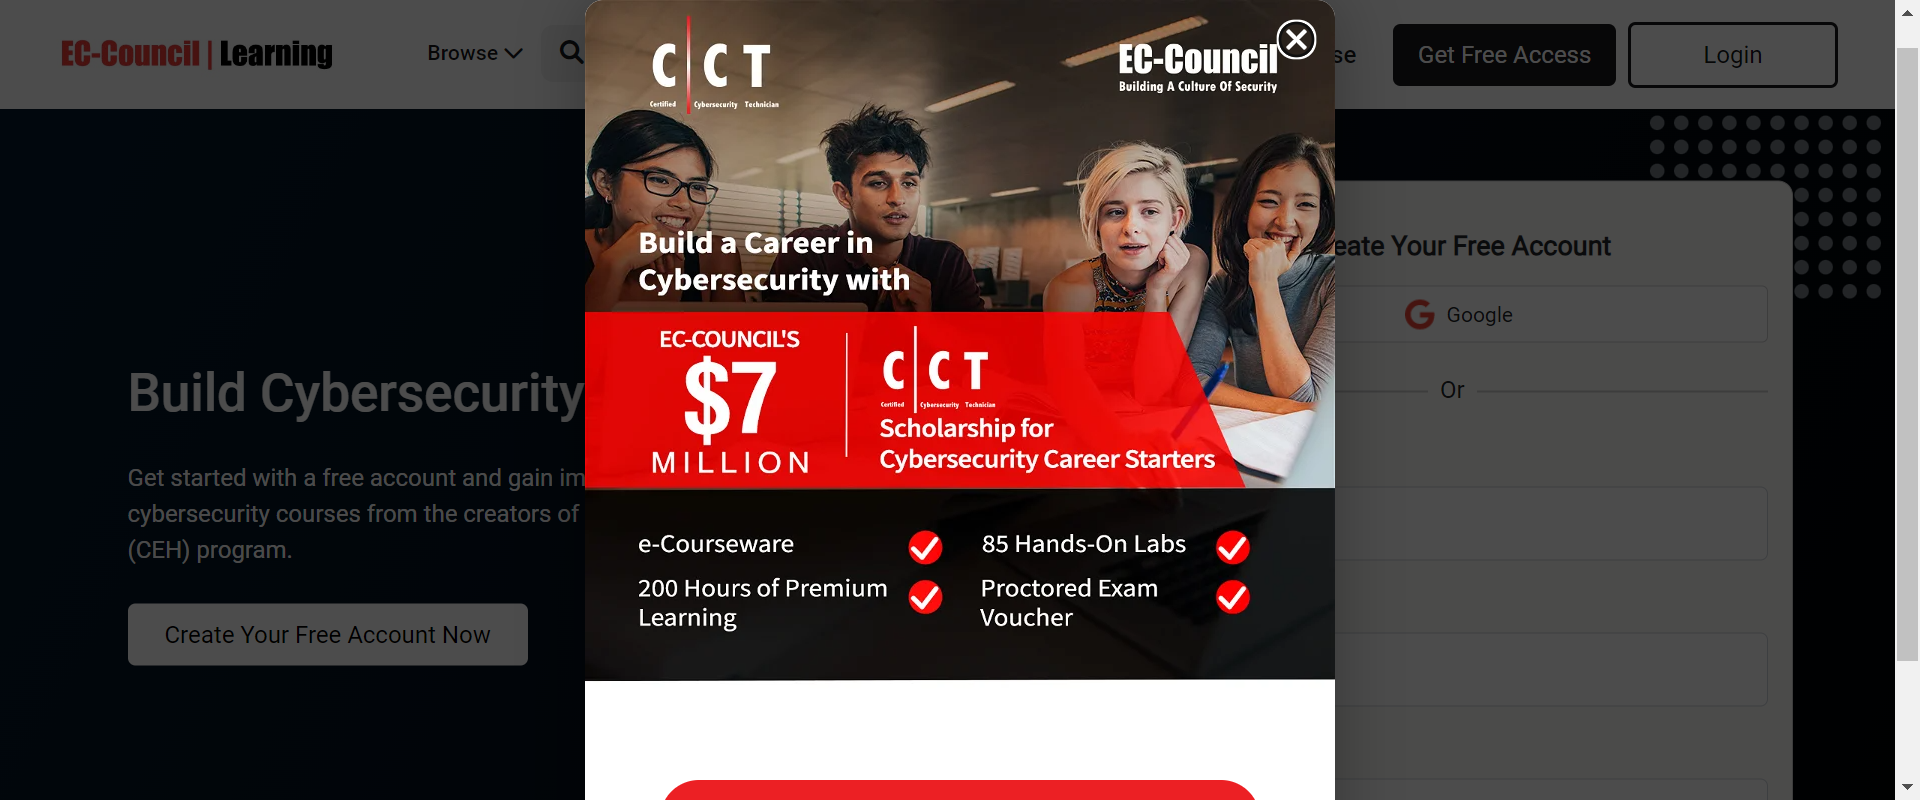 EC-Council | Learning
Browse
se
Get Free Access
Login
C C T
Certified Cybersecurity Technician
EC-Council
Building A Culture Of Security
Build a Career in
Cybersecurity with
EC-COUNCIL'S
$7
MILLION
C C T
Certified Cybersecurity Technician
Scholarship for
Cybersecurity Career Starters
e-Courseware
85 Hands-On Labs
200 Hours of Premium
Learning
Proctored Exam
Voucher
Build Cybersecurity
Get started with a free account and gain im
cybersecurity courses from the creators of
(CEH) program.
Create Your Free Account Now
eate Your Free Account
Google
Or